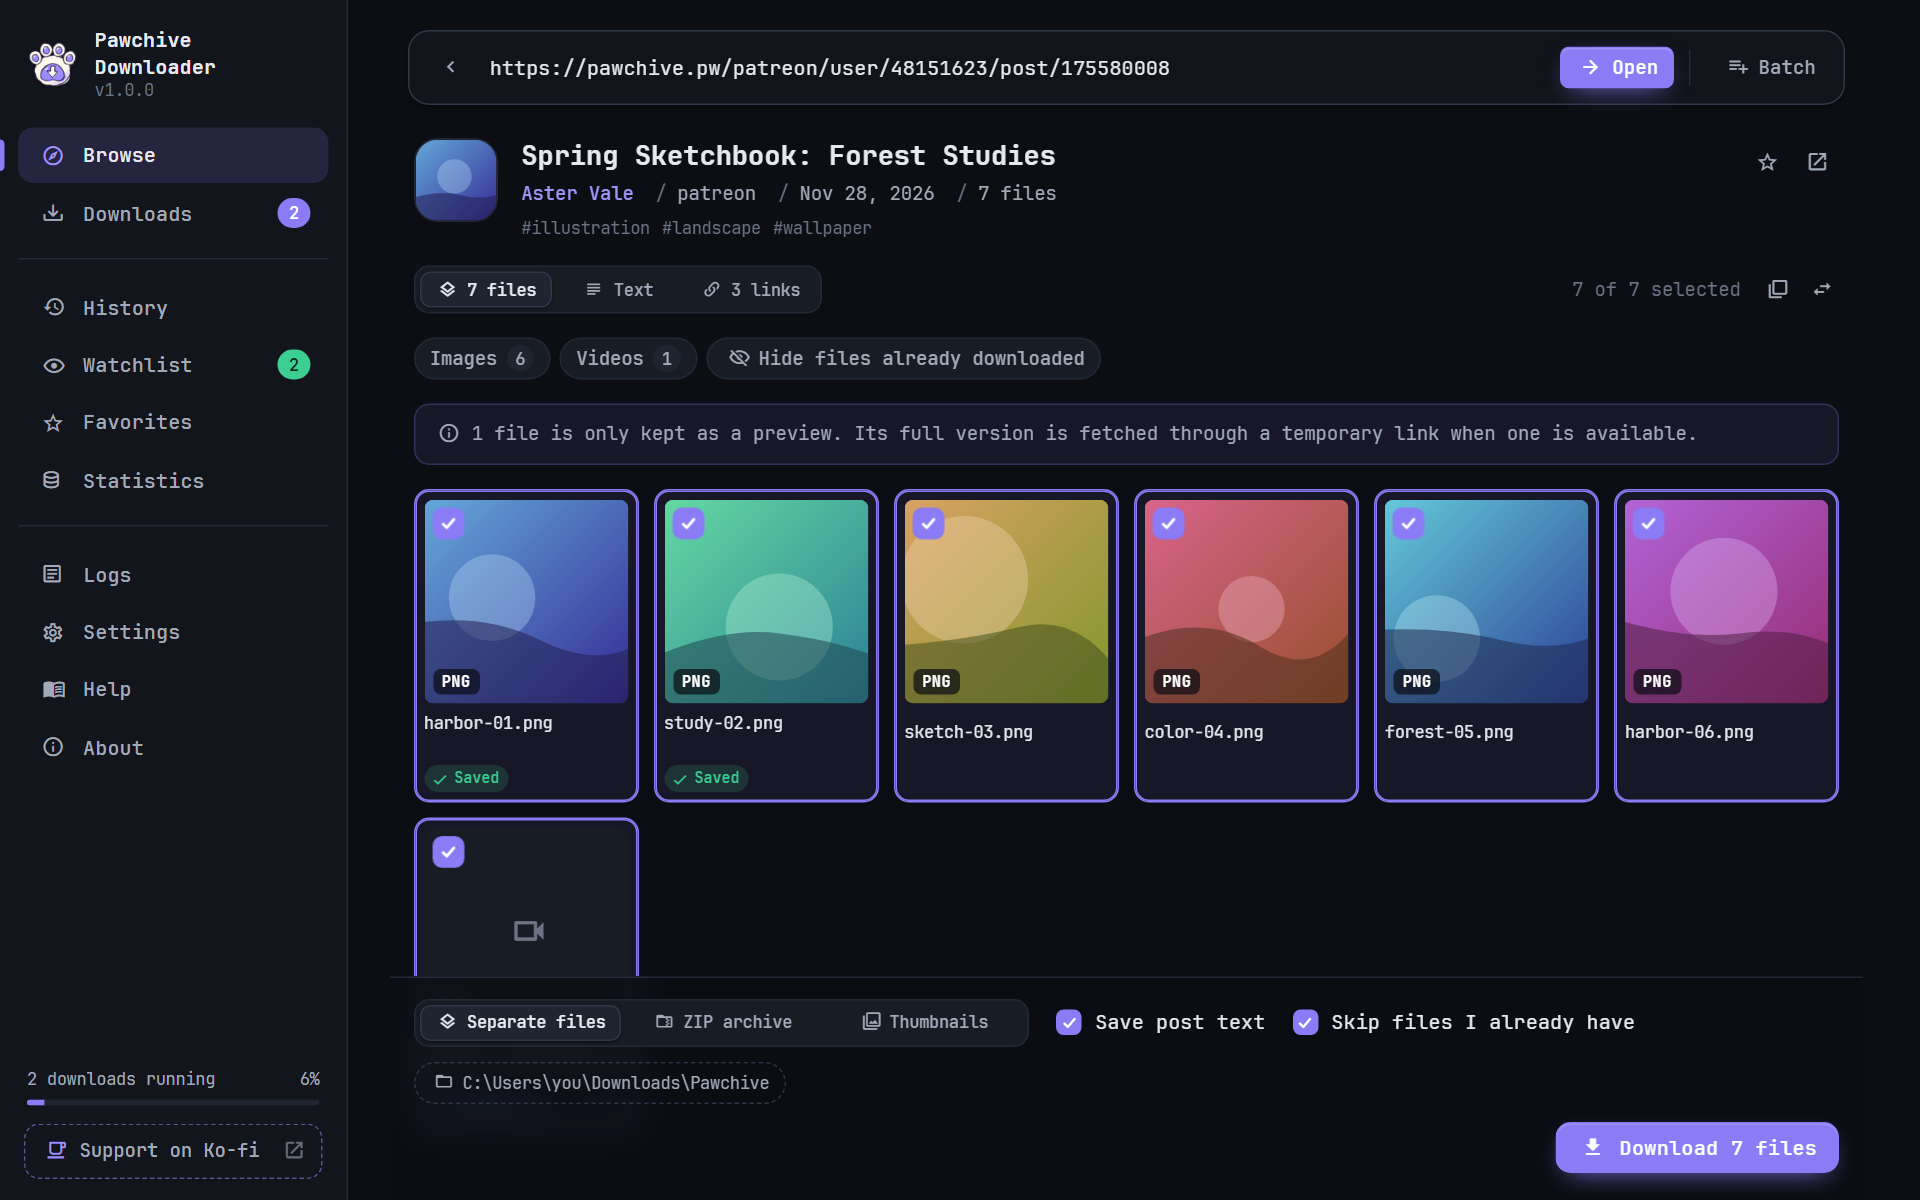 Pawchive
Downloader
v1.0.0
Browse
Downloads 2
History
Watchlist 2
Favorites
Statistics
Logs
Settings
Help
About
2 downloads running 6%
Support on Ko-fi
https://pawchive.pw/patreon/user/48151623/post/175580008
Open
Batch
Spring Sketchbook: Forest Studies
Aster Vale / patreon / Nov 28, 2026 / 7 files
#illustration #landscape #wallpaper
7 files Text 3 links
7 of 7 selected
Images 6 Videos 1 Hide files already downloaded
1 file is only kept as a preview. Its full version is fetched through a temporary link when one is available.
PNG PNG PNG PNG PNG PNG
harbor-01.png study-02.png sketch-03.png color-04.png forest-05.png harbor-06.png
Saved Saved
Separate files ZIP archive Thumbnails Save post text Skip files I already have
C:\Users\you\Downloads\Pawchive
Download 7 files